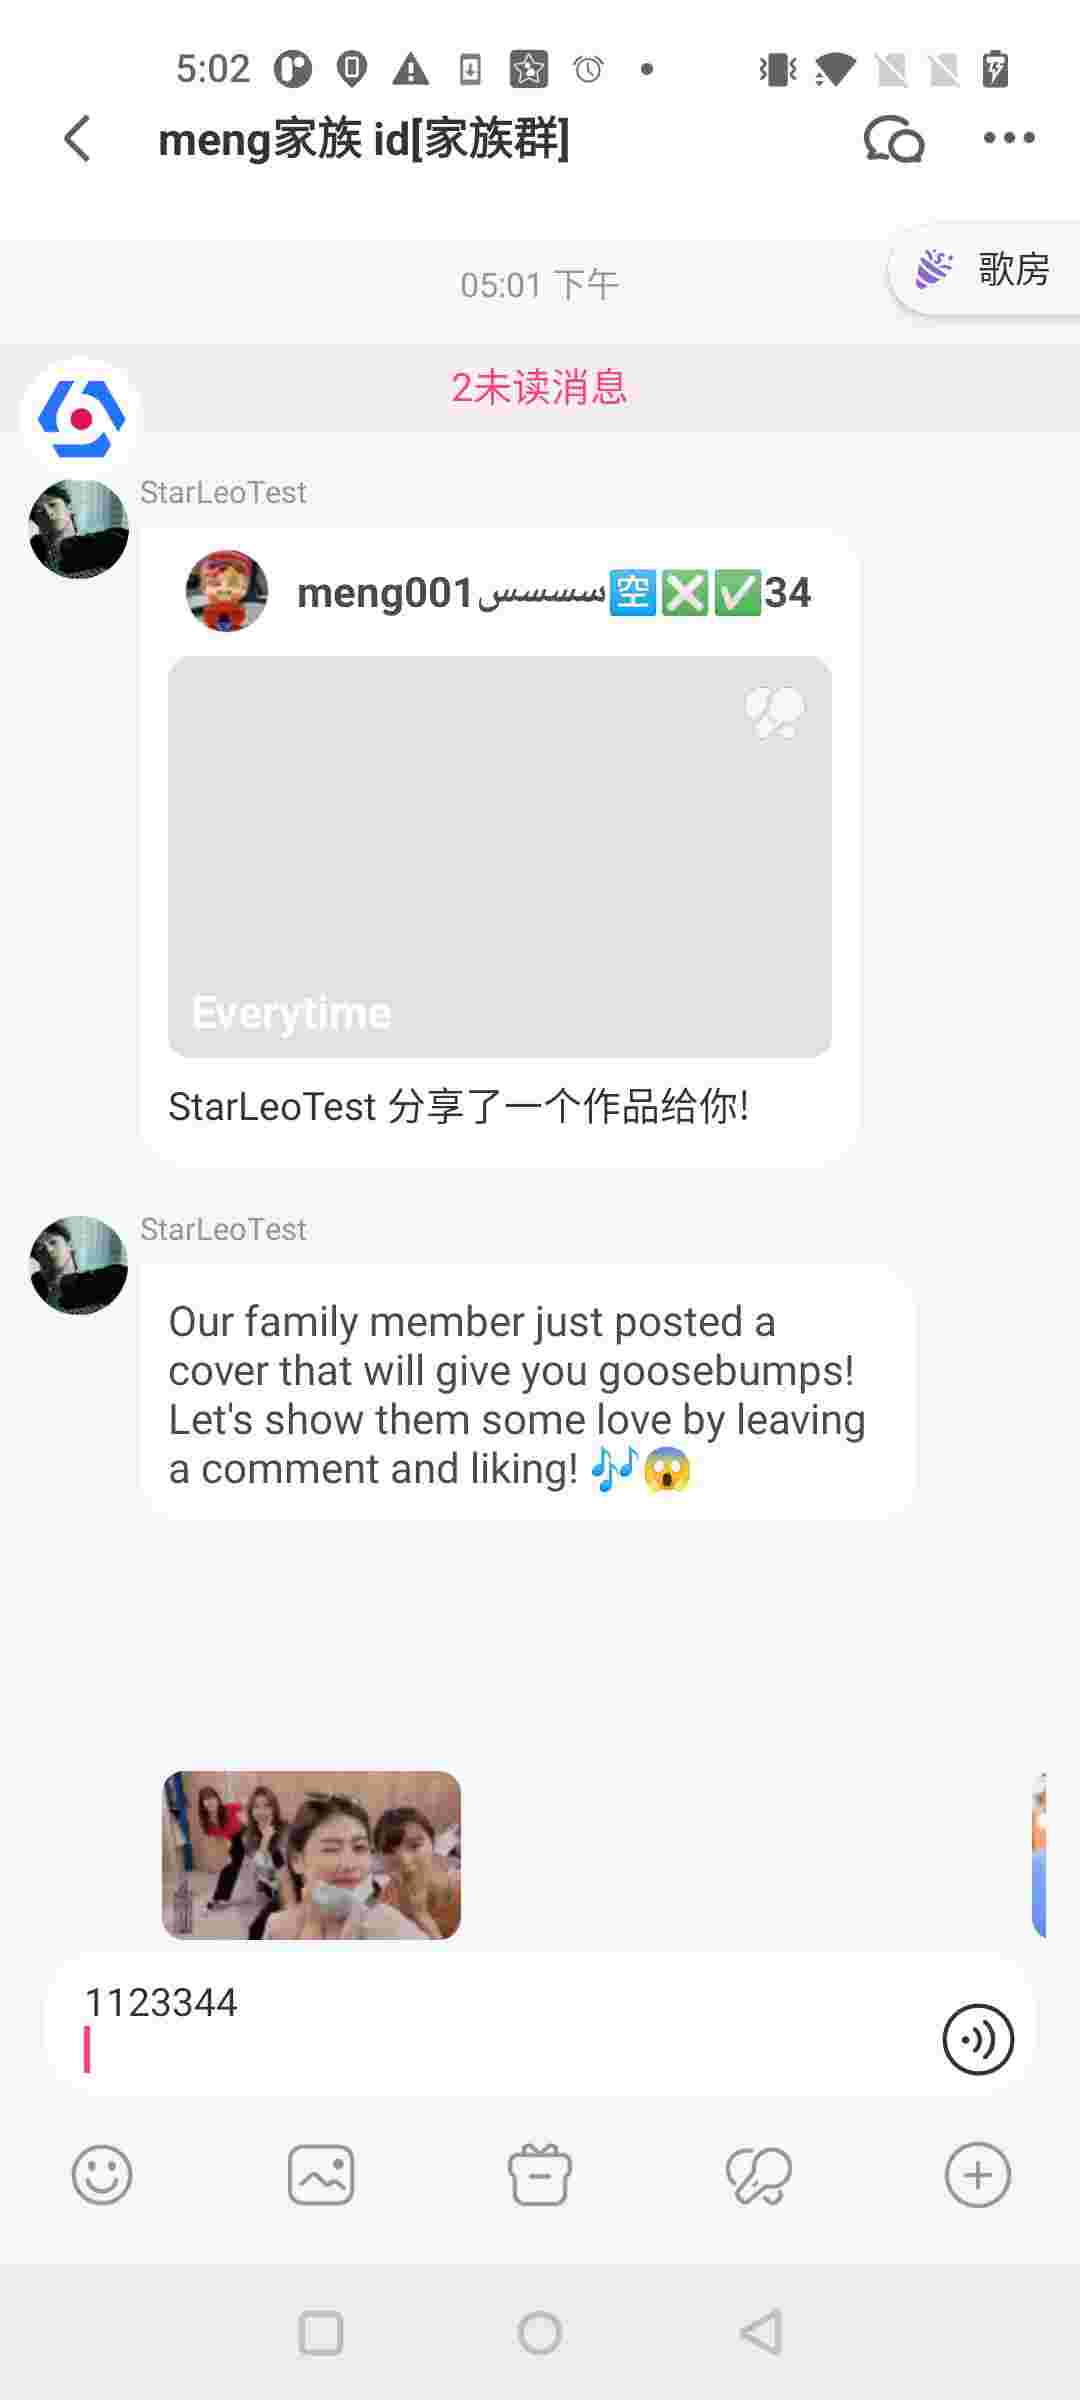 5:02
meng家族 id[家族群]
歌房
05:01 下午
2未读消息
StarLeoTest
meng001سسسس🈳❎✅34
Everytime
StarLeoTest 分享了一个作品给你!
StarLeoTest
Our family member just posted a
cover that will give you goosebumps!
Let's show them some love by leaving
a comment and liking! 🎶😱
1123344